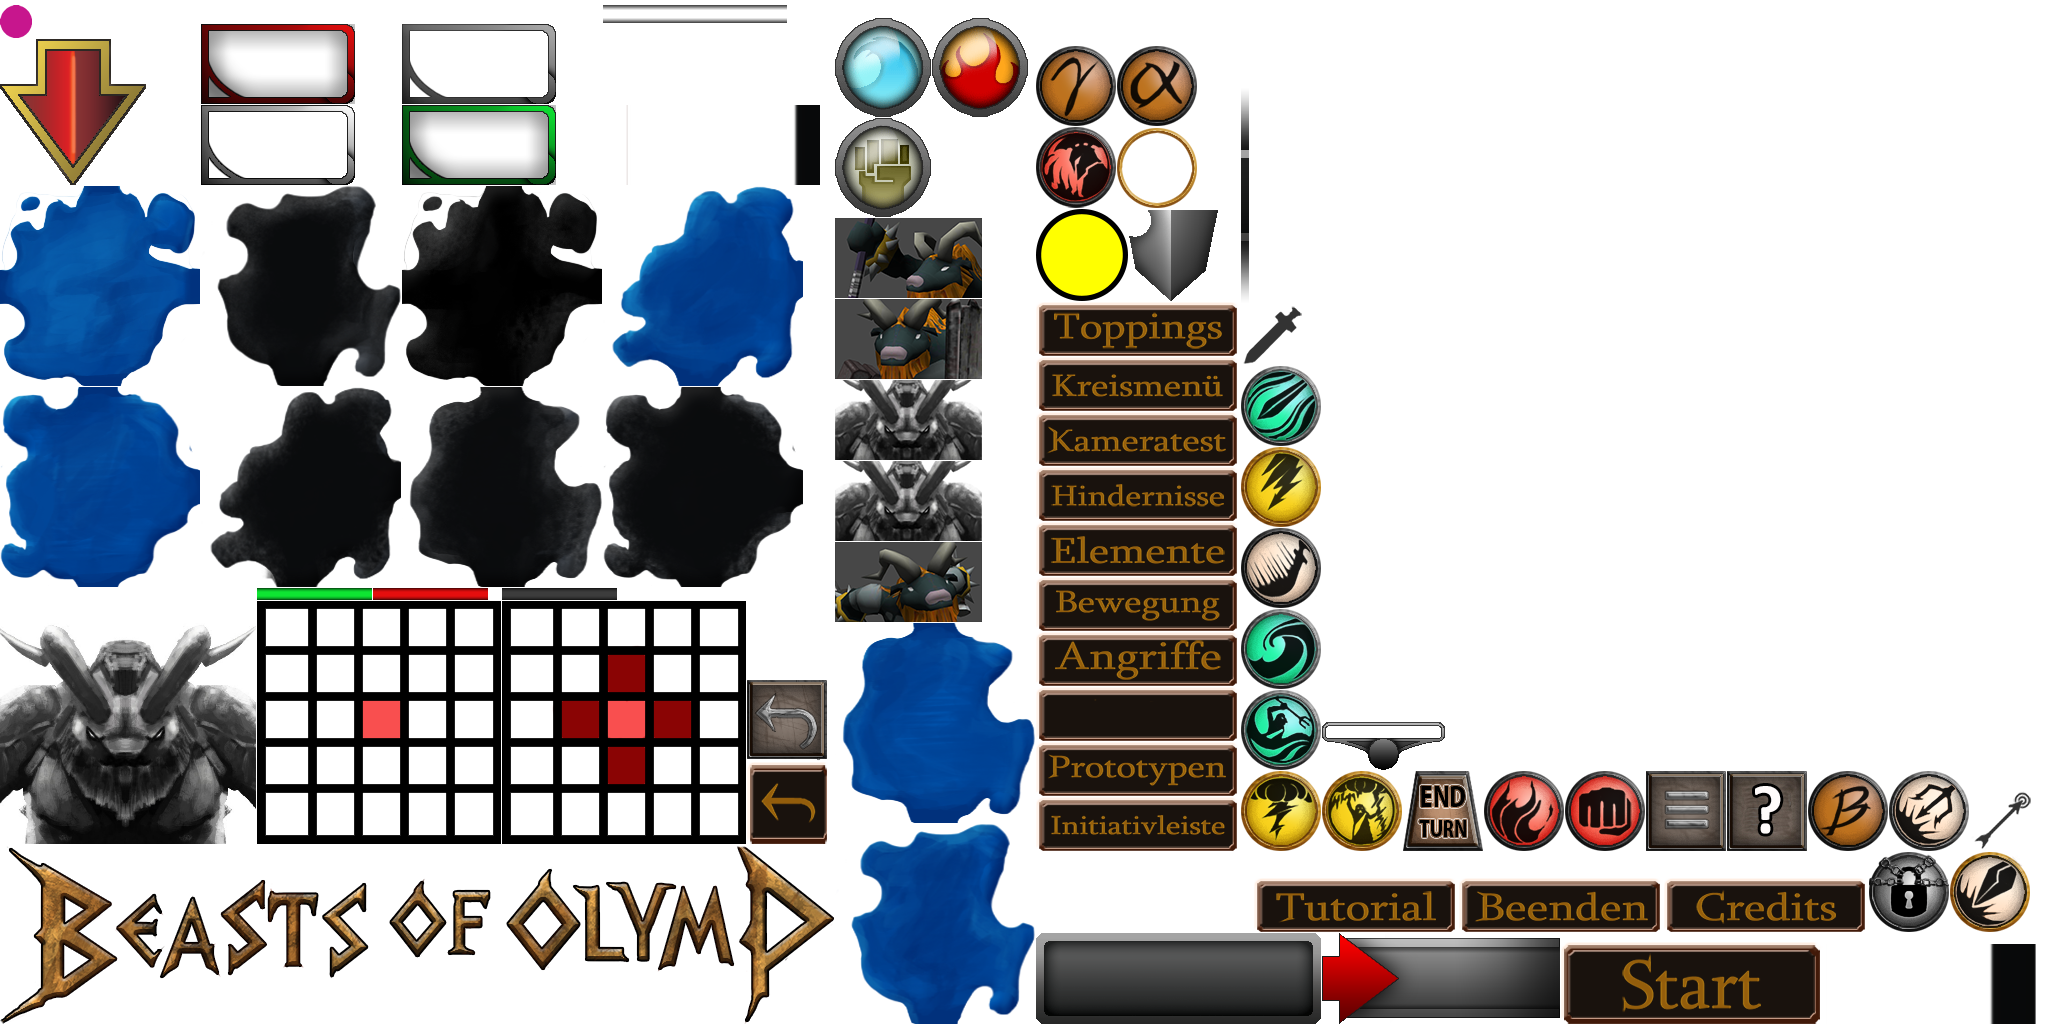 γ
α
Toppings
Kreismenü
Kameratest
Hindernisse
Elemente
Bewegung
Angriffe
Prototypen
Initiativleiste
END
TURN
?
β
BEASTS OF OLYMP
Tutorial
Beenden
Credits
Start